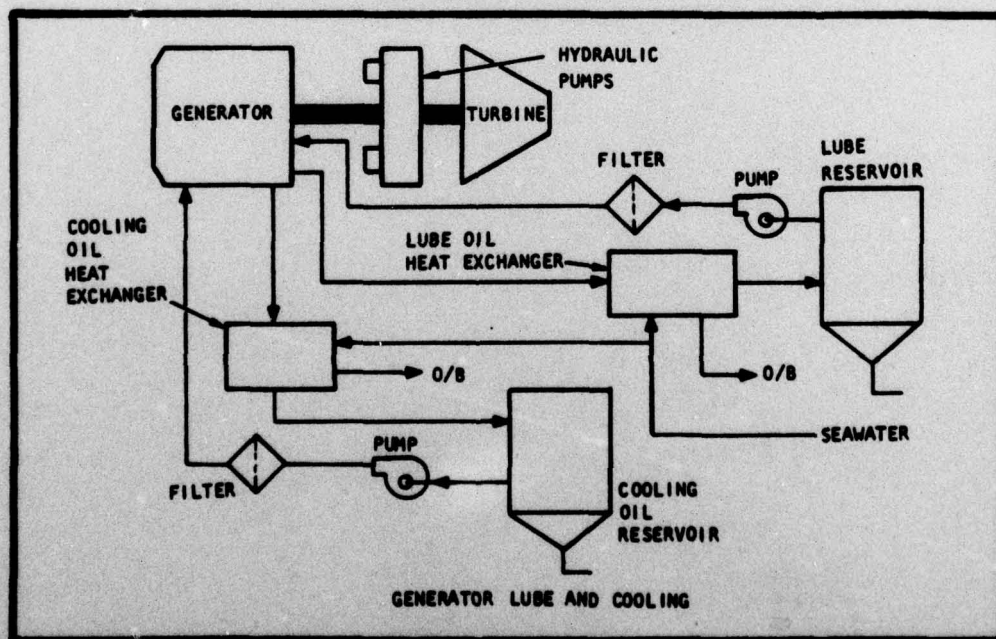 HYDRAULIC
PUMPS
GENERATOR
TURBINE
FILTER
PUMP
LUBE
RESERVOIR
COOLING
OIL
HEAT
EXCHANGER
LUBE OIL
HEAT EXCHANGER
O/B
O/B
SEAWATER
PUMP
FILTER
COOLING
OIL
RESERVOIR
GENERATOR LUBE AND COOLING